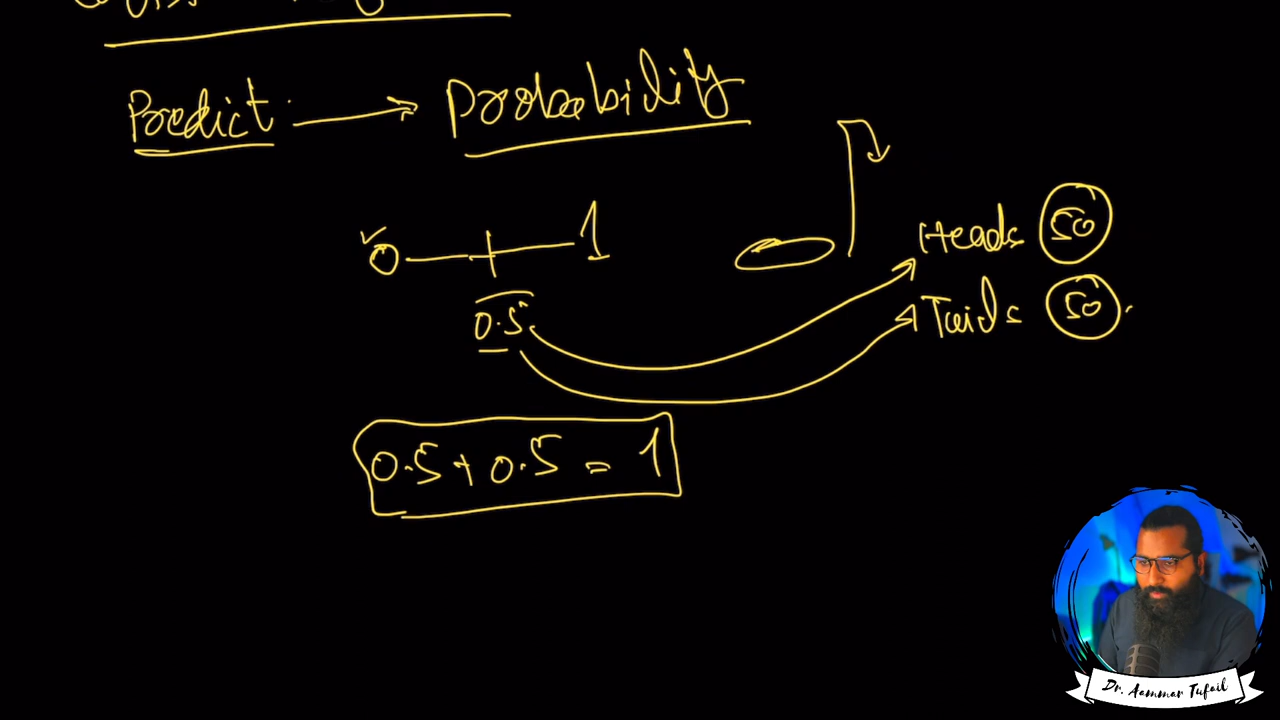 Predict → Probability
0 1
Heads 50
0.5 Tails 50
0.5 + 0.5 = 1
Dr. Aammar Tufail